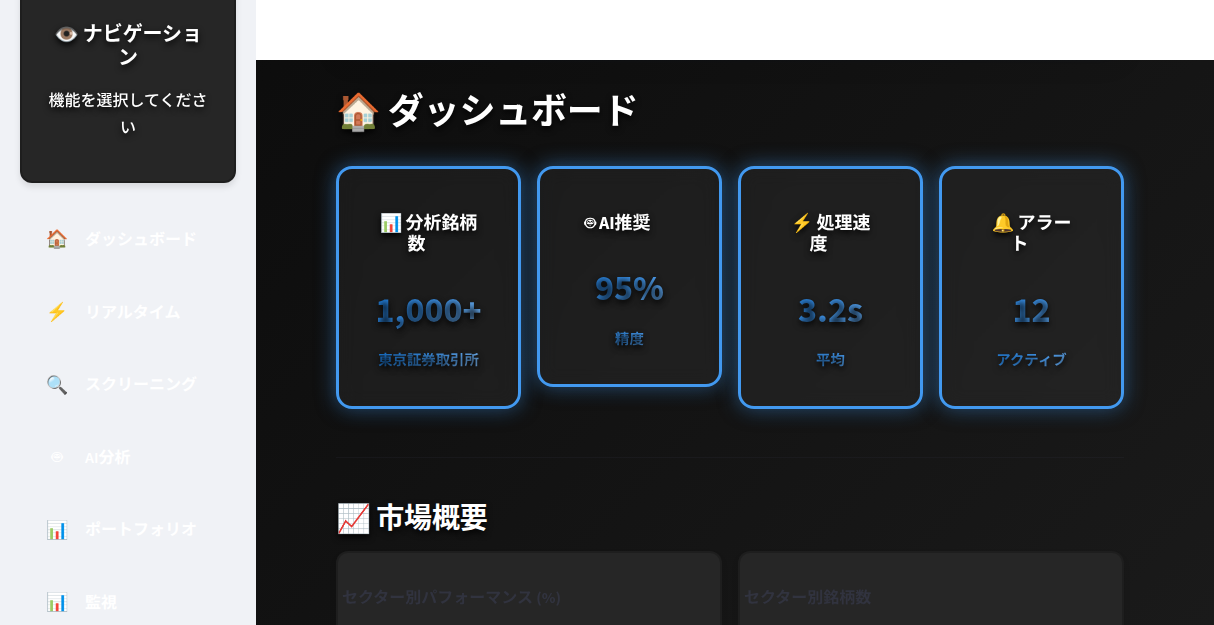 👁️ ナビゲーショ
ン
機能を選択してくださ
い
🏠 ダッシュボード
⚡ リアルタイム
🔍 スクリーニング
AI分析
📊 ポートフォリオ
📊 監視
🏠 ダッシュボード
📊 分析銘柄
数
1,000+
東京証券取引所
AI推奨
95%
精度
⚡ 処理速
度
3.2s
平均
🔔 アラー
ト
12
アクティブ
📈 市場概要
セクター別パフォーマンス (%)
セクター別銘柄数